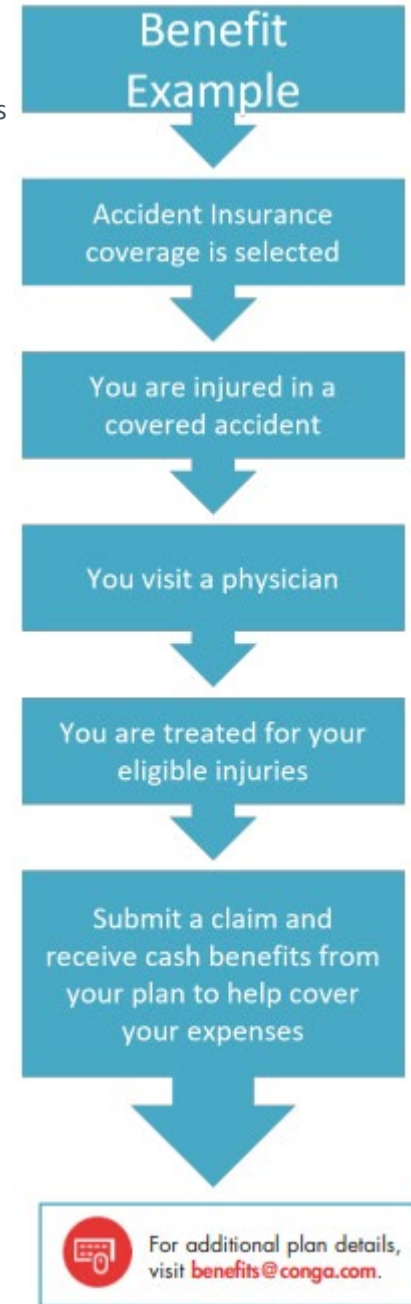 Benefit
Example
s
Accident Insurance
coverage is selected
You are injured in a
covered accident
You visit a physician
You are treated for your
eligible injuries
Submit a claim and
receive cash benefits from
your plan to help cover
your expenses
For additional plan details,
visit benefits@conga.com.